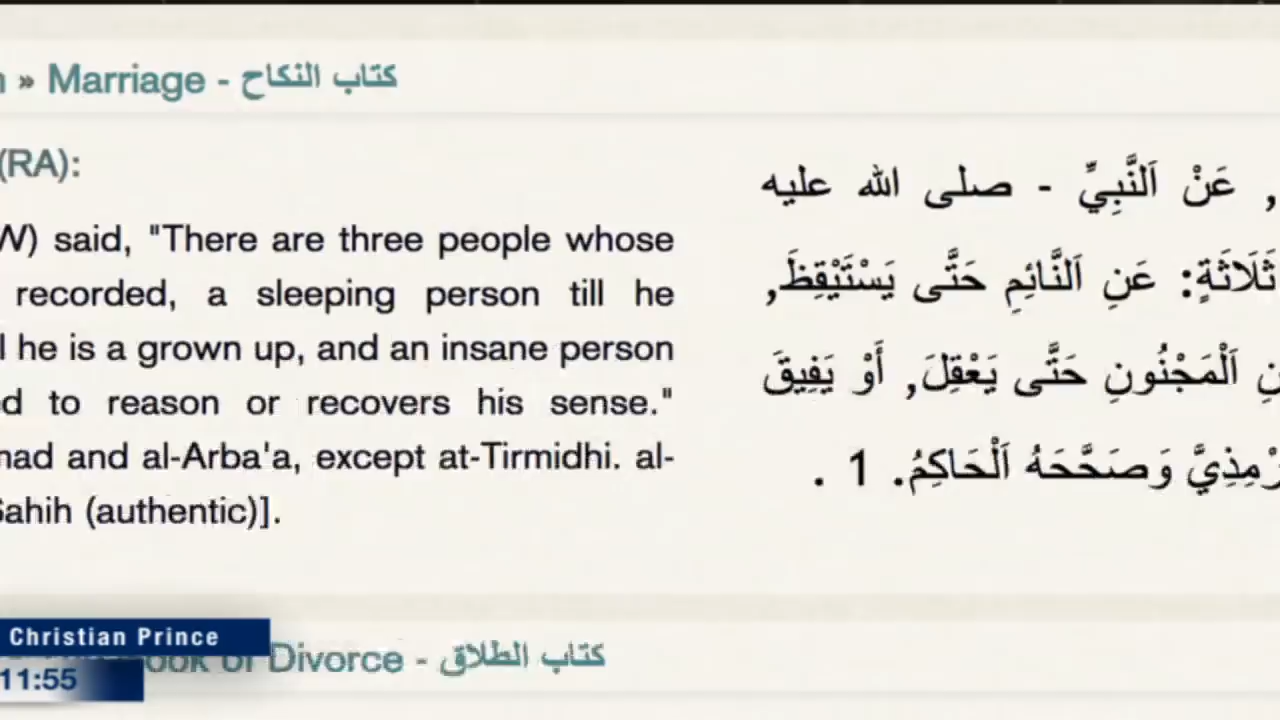 » Marriage - كتاب النكاح
(RA):
said, "There are three people whose
recorded, a sleeping person till he
he is a grown up, and an insane person
to reason or recovers his sense."
and al-Arba'a, except at-Tirmidhi. al-
(authentic)].
, عَنْ اَلنَّبِيِّ - صلى الله عليه
ثَلَاثَةٍ: عَنِ اَلنَّائِمِ حَتَّى يَسْتَيْقِظَ,
اَلْمَجْنُونِ حَتَّى يَعْقِلَ, أَوْ يَفِيقَ
وَصَحَّحَهُ اَلْحَاكِمُ. 1 .
Christian Prince
of Divorce - كتاب الطلاق
11:55